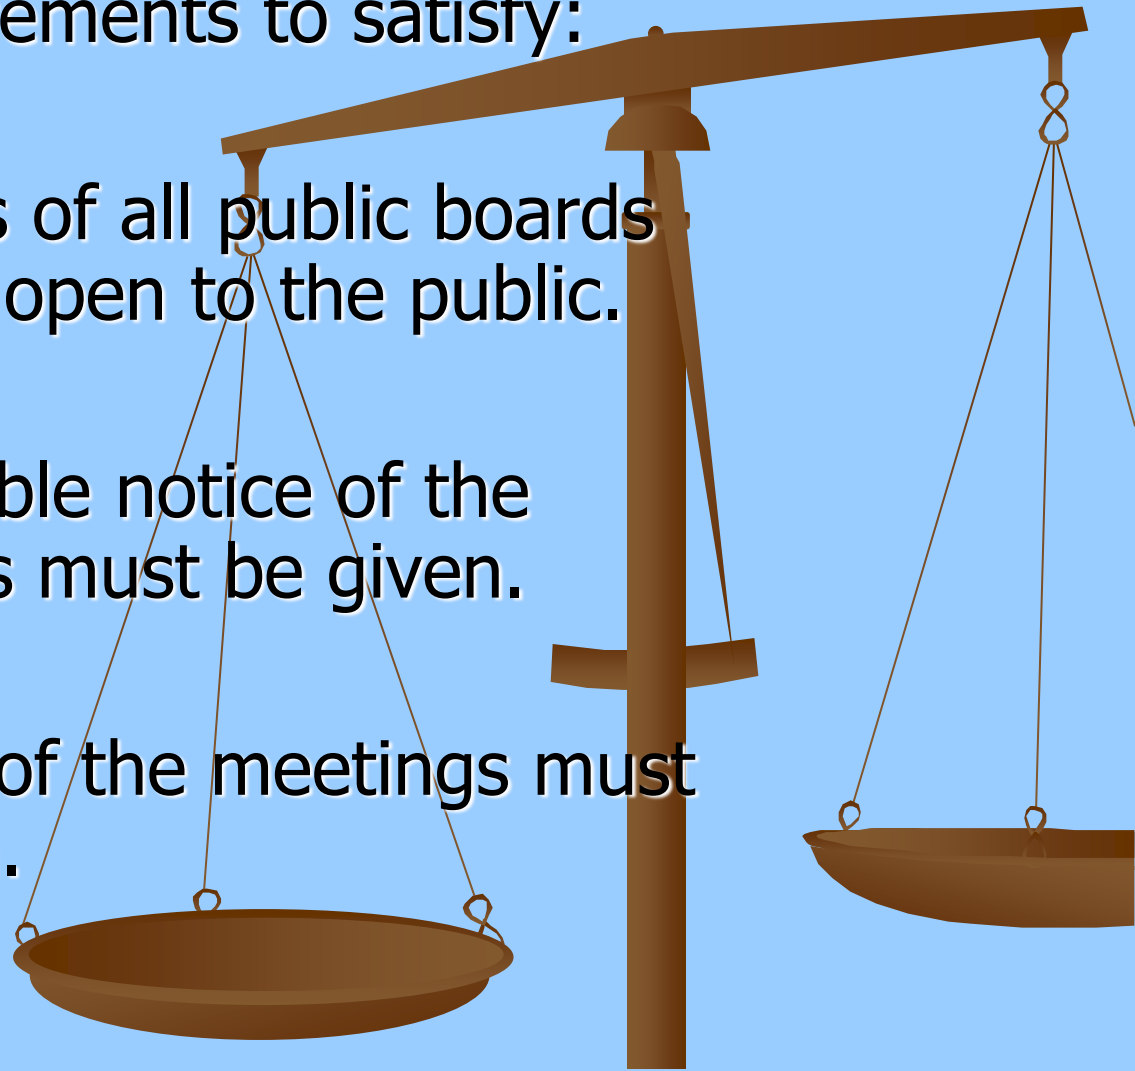 ements to satisfy:
s of all public boards
open to the public.
ble notice of the
s must be given.
of the meetings must
.